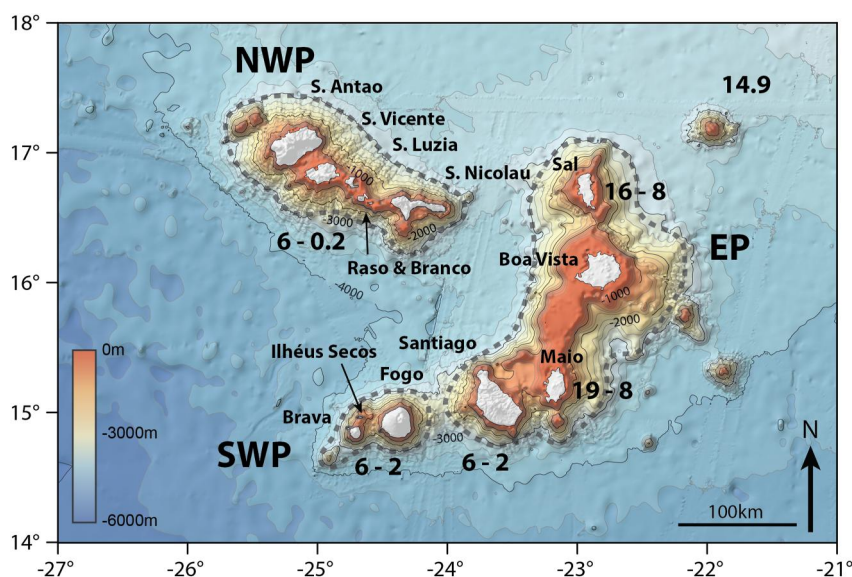 18°
NWP
S. Antao
14.9
S. Vicente
S. Luzia
17°
Sal
-1000
S. Nicolau
16 - 8
-3000
-2000
6 - 0.2
EP
Boa Vista
Raso & Branco
16°
-4000
-1000
-2000
Ilhéus Secos
Santiago
0m
Maio
Fogo
19 - 8
Brava
15°
N
-3000
-3000
SWP
6 - 2
6 - 2
100km
-6000m
14°
-27
-26
-25
-24
-23
-22
-21